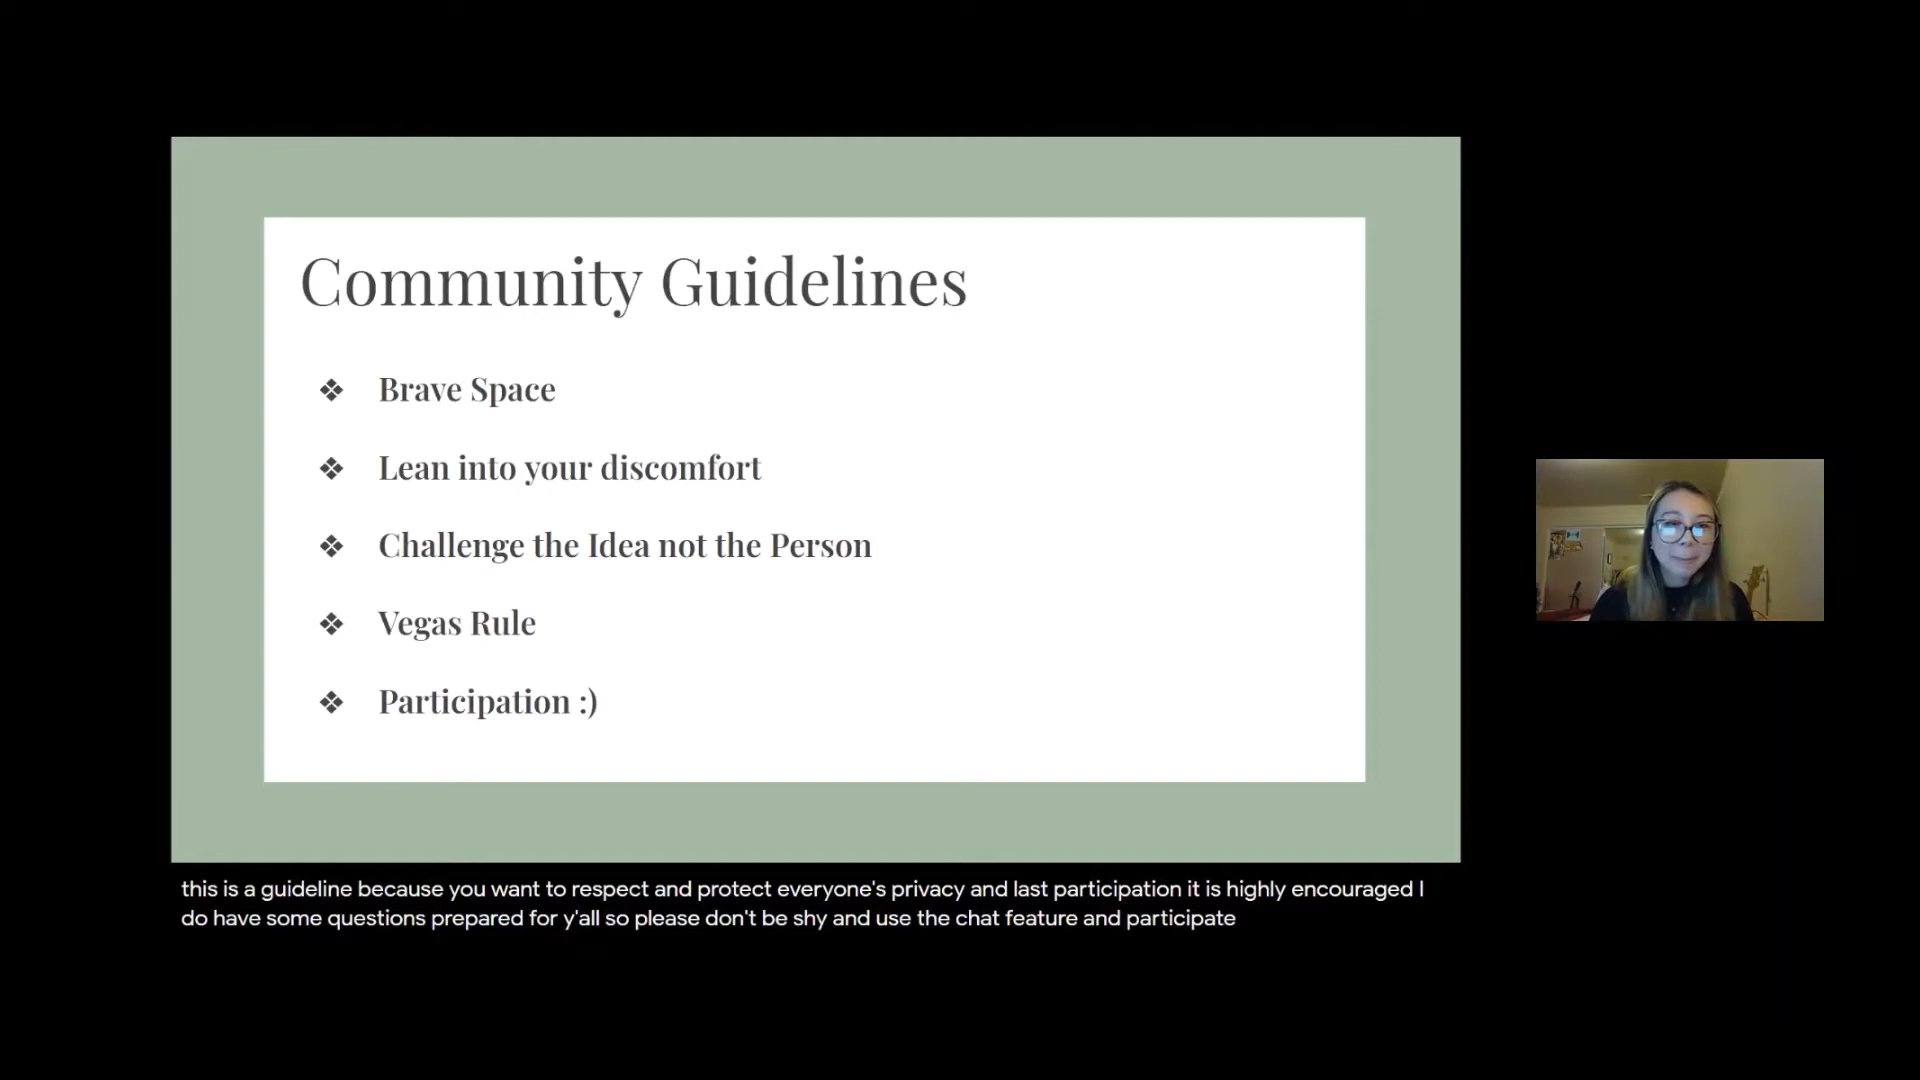 Community Guidelines
❖ Brave Space
❖ Lean into your discomfort
❖ Challenge the Idea not the Person
❖ Vegas Rule
❖ Participation :)
this is a guideline because you want to respect and protect everyone's privacy and last participation it is highly encouraged I
do have some questions prepared for y'all so please don't be shy and use the chat feature and participate